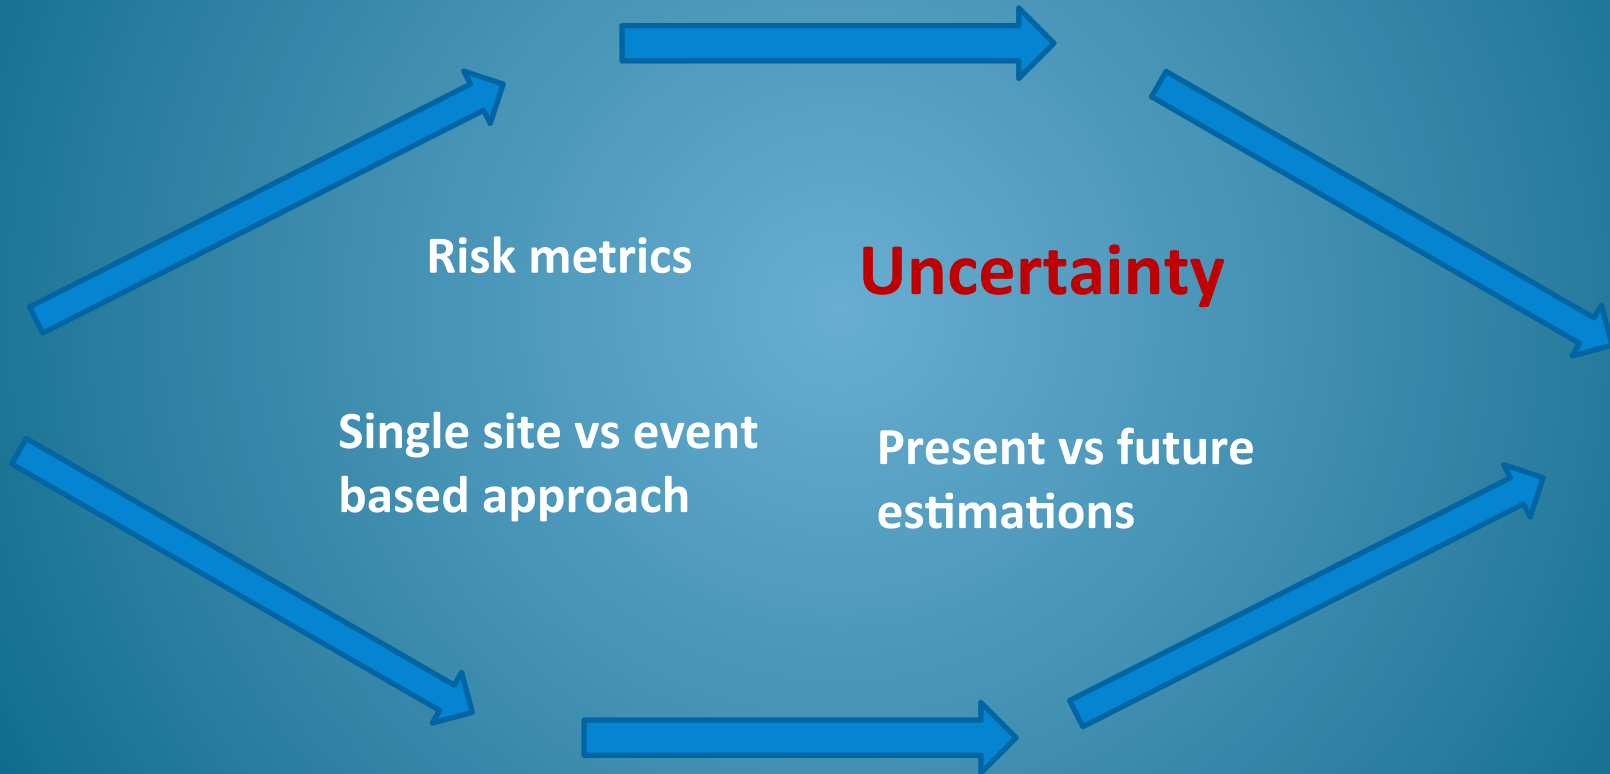 Risk metrics
Uncertainty
Single site vs event
based approach
Present vs future
estimations